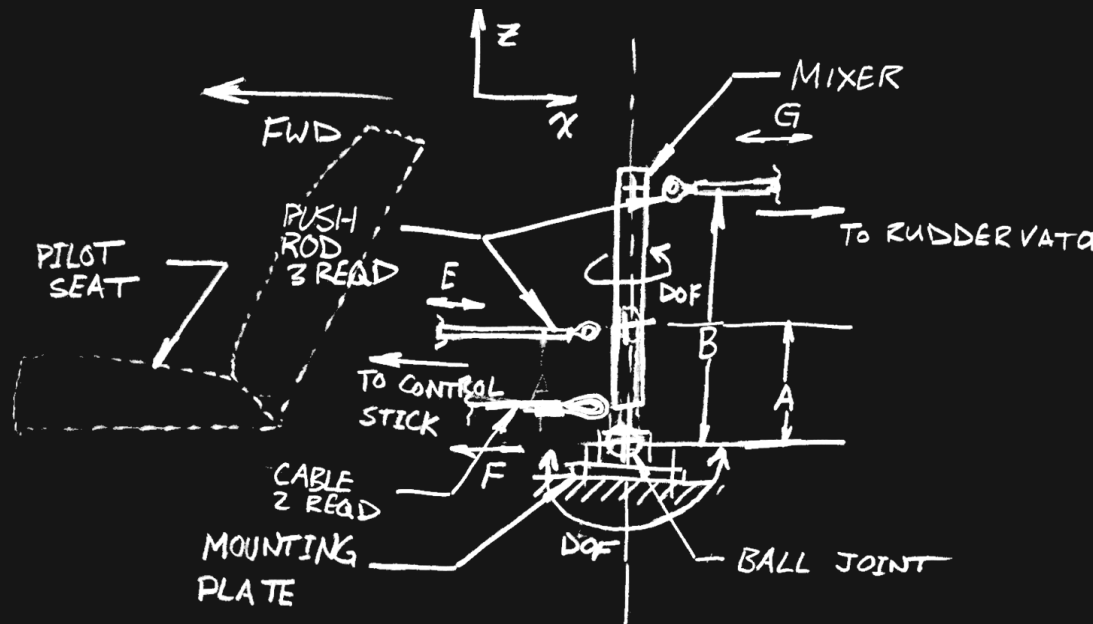 Z
X
FWD
MIXER
G
PUSH
ROD
3 REQD
TO RUDDERVATO
PILOT
SEAT
E
DOF
B
A
TO CONTROL
STICK
F
CABLE
2 REQD
DOF
MOUNTING
PLATE
BALL JOINT